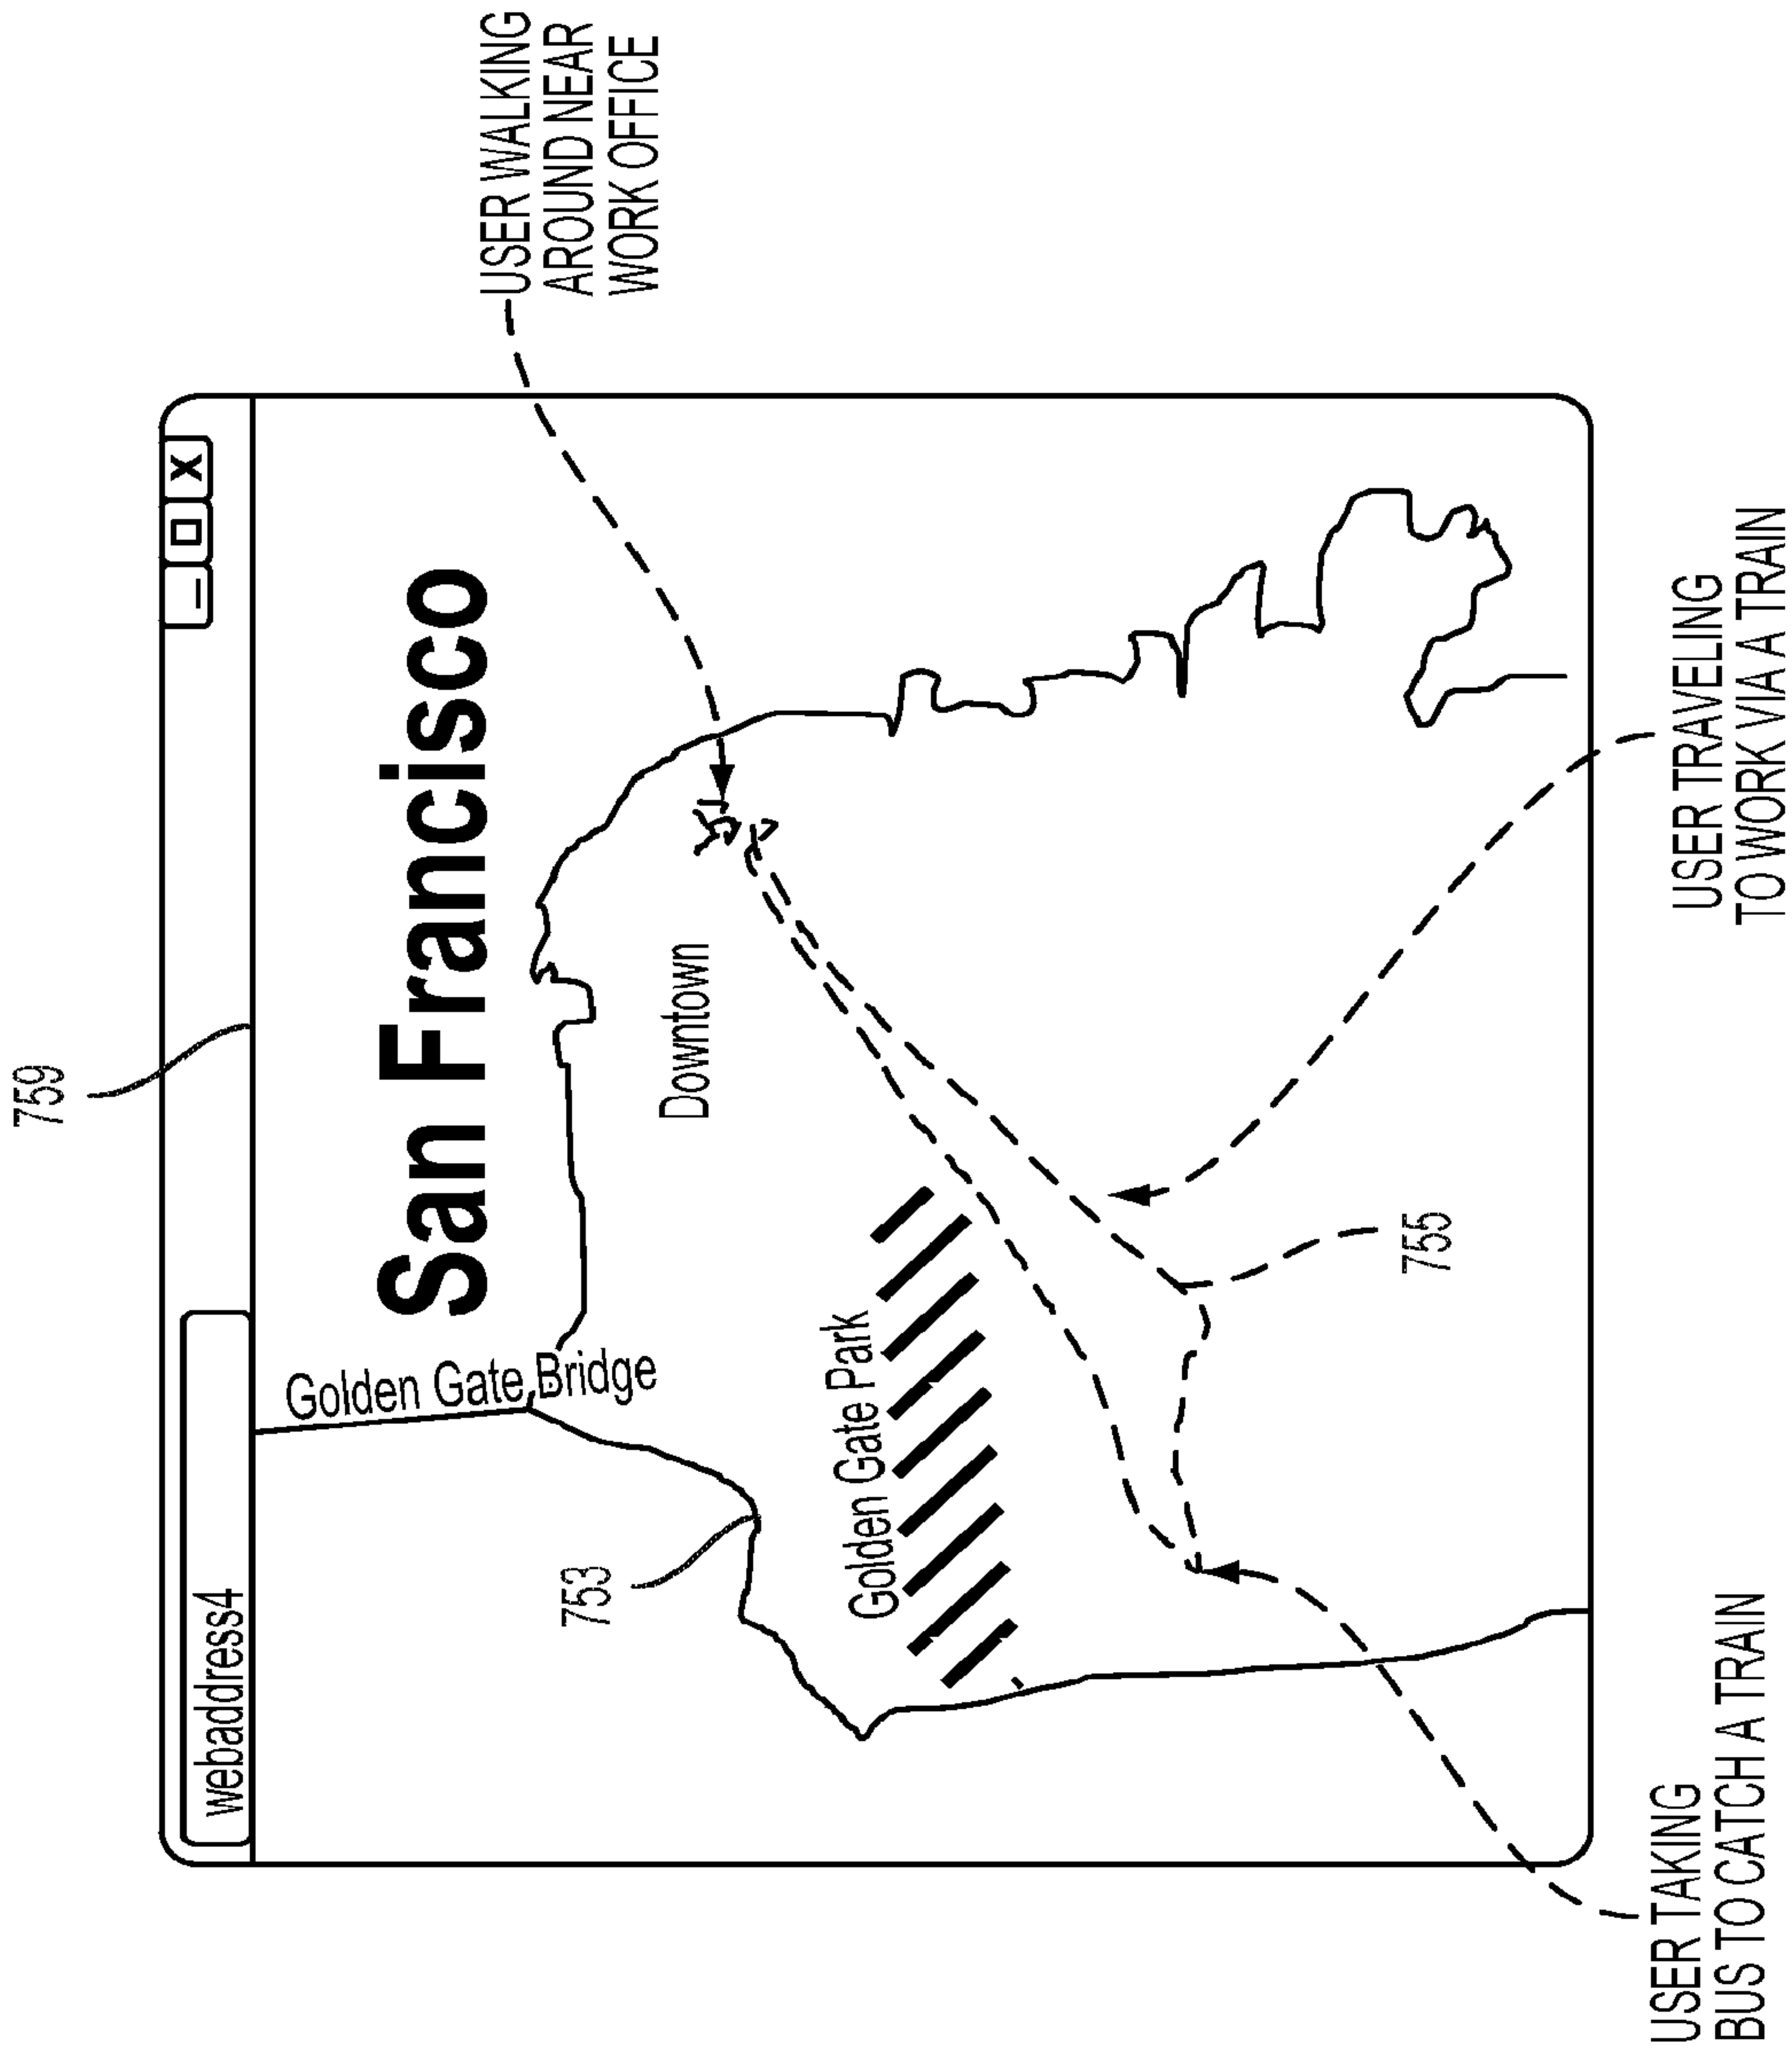 759
webaddress4
_ □ X
San Francisco
Golden Gate Bridge
753
Downtown
Golden Gate Park
755
USER WALKING
AROUND NEAR
WORK OFFICE
USER TAKING
BUS TO CATCH A TRAIN
USER TRAVELING
TO WORK VIA A TRAIN